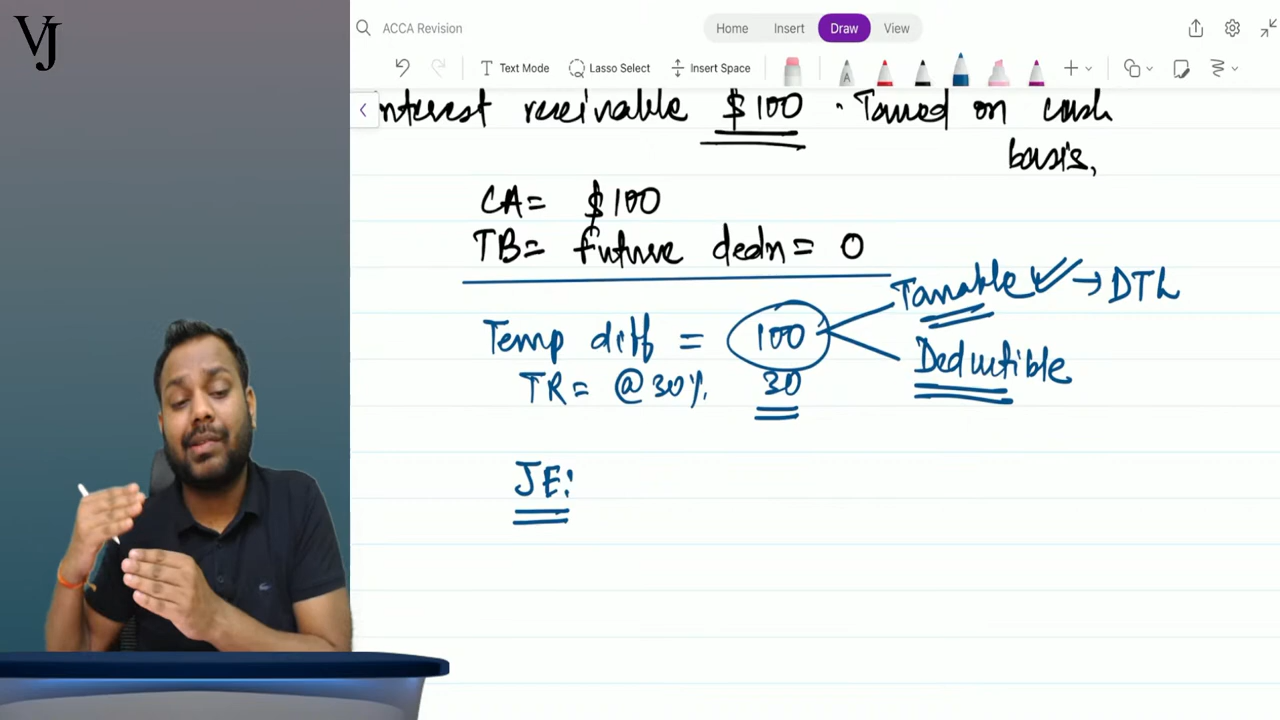 VJ
ACCA Revision
Home Insert Draw View
Text Mode Lasso Select Insert Space
nterest receivable $100 · Taxed on cash
basis,
CA= $100
TB= future dedn = 0
Taxable → DTL
Temp diff = 100
Deductible
TR= @30%. 30
JE: